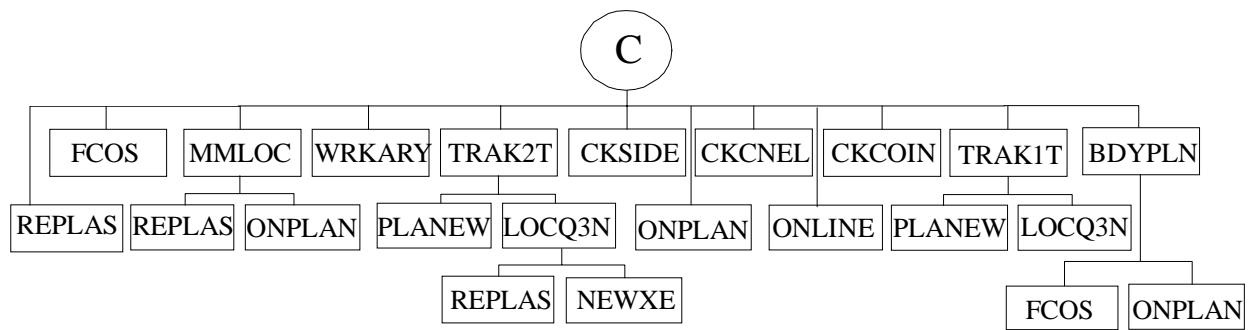 C
FCOS MMLOC WRKARY TRAK2T CKSIDE CKCNEL CKCOIN TRAK1T BDYPLN
REPLAS REPLAS ONPLAN PLANEW LOCQ3N ONPLAN ONLINE PLANEW LOCQ3N
REPLAS NEWXE FCOS ONPLAN